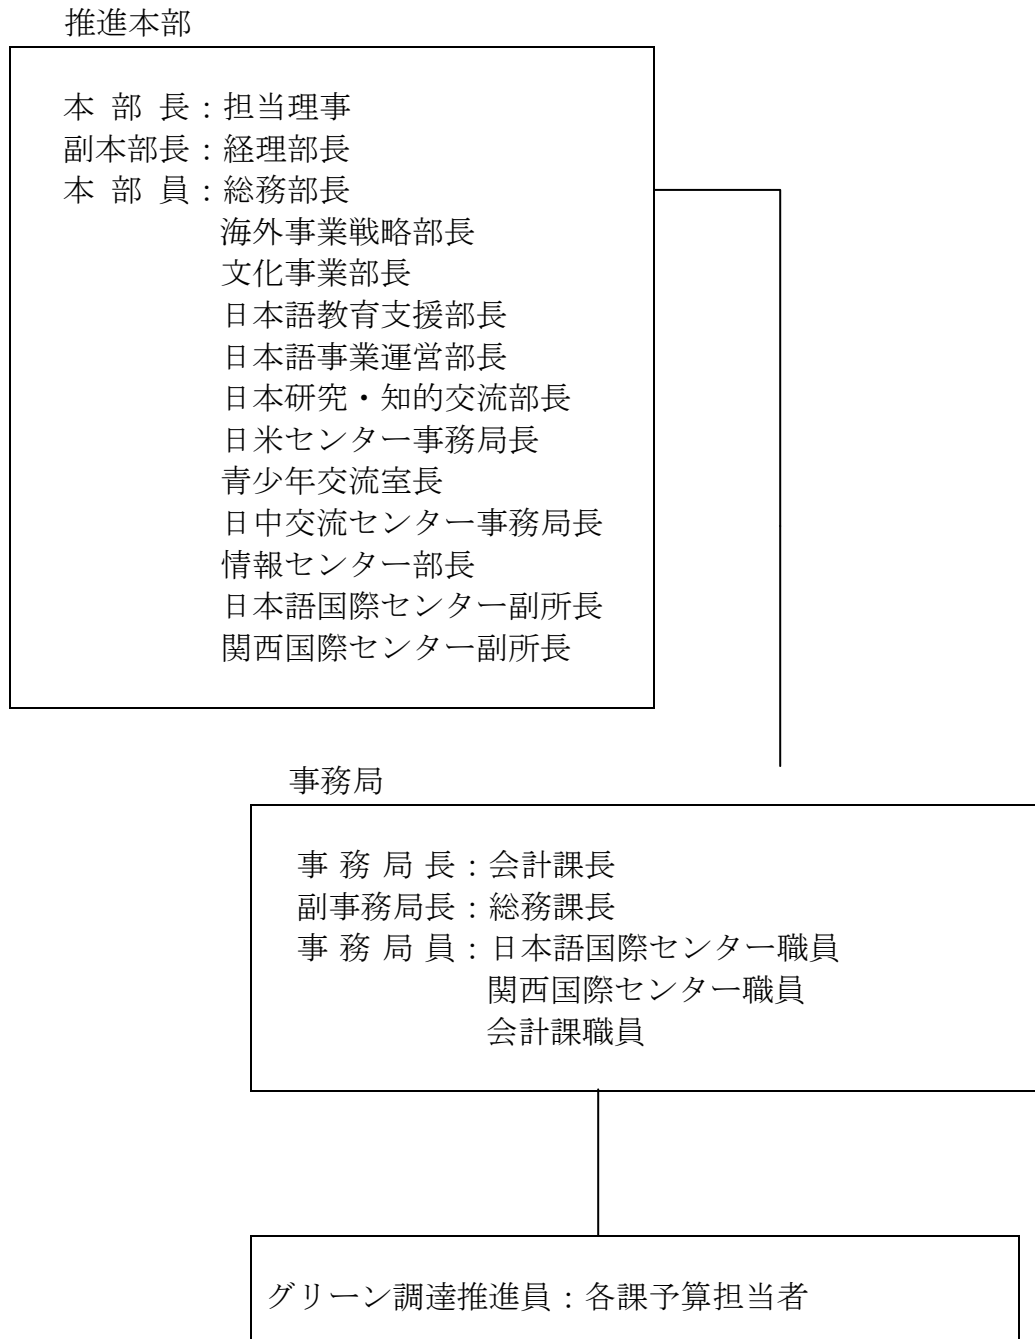 推進本部
本 部 長：担当理事
副本部長：経理部長
本 部 員：総務部長
海外事業戦略部長
文化事業部長
日本語教育支援部長
日本語事業運営部長
日本研究・知的交流部長
日米センター事務局長
青少年交流室長
日中交流センター事務局長
情報センター部長
日本語国際センター副所長
関西国際センター副所長
事務局
事 務 局 長：会計課長
副事務局長：総務課長
事 務 局 員：日本語国際センター職員
関西国際センター職員
会計課職員
グリーン調達推進員：各課予算担当者